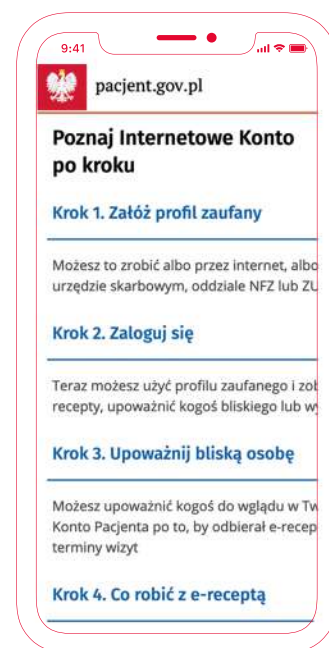 9:41
pacjent.gov.pl
Poznaj Internetowe Konto
po kroku
Krok 1. Załóż profil zaufany
Możesz to zrobić albo przez internet, albo
urzędzie skarbowym, oddziale NFZ lub ZU
Krok 2. Zaloguj się
Teraz możesz użyć profilu zaufanego i zob
recepty, upoważnić kogoś bliskiego lub wy
Krok 3. Upoważnij bliską osobę
Możesz upoważnić kogoś do wglądu w Tw
Konto Pacjenta po to, by odbierał e-recep
terminy wizyt
Krok 4. Co robić z e-receptą